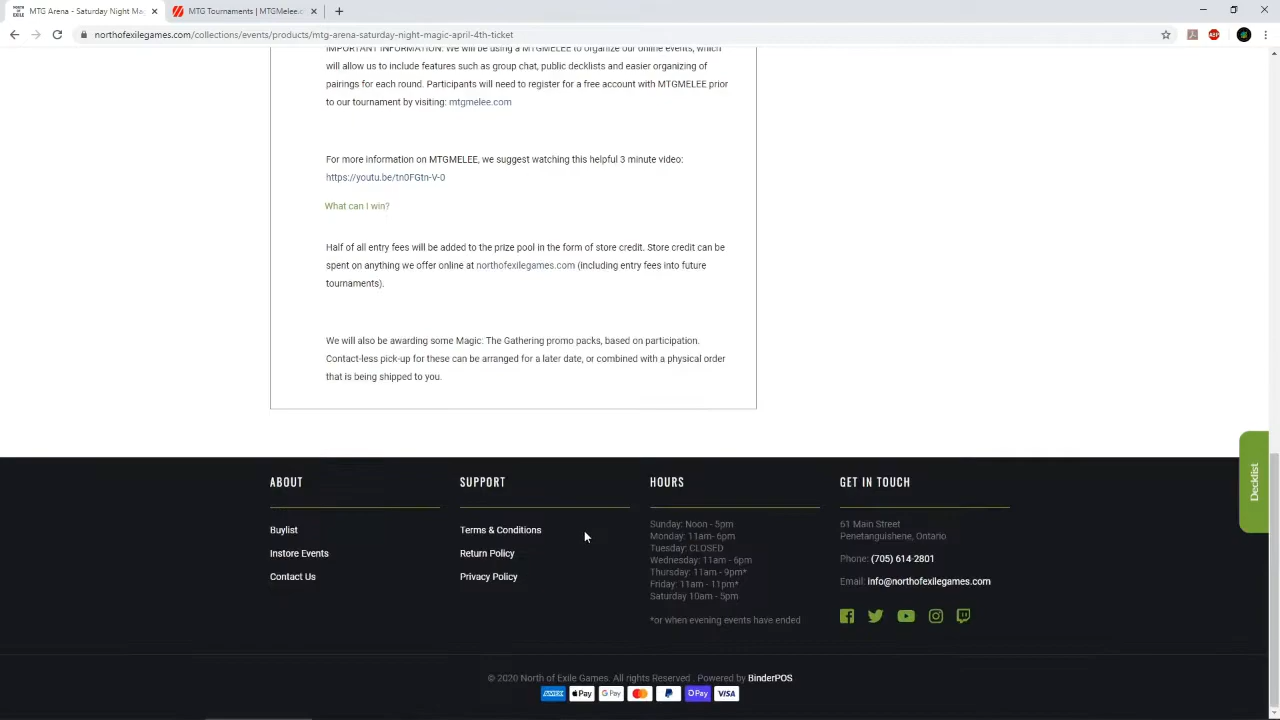 NORTH OF EXILE
MTG Arena - Saturday Night Ma
MTG Tournaments | MTGMelee.c
northofexilegames.com/collections/events/products/mtg-arena-saturday-night-magic-april-4th-ticket
ABP
IMPORTANT INFORMATION: We will be using a MTGMELEE to organize our online events, which
will allow us to include features such as group chat, public decklists and easier organizing of
pairings for each round. Participants will need to register for a free account with MTGMELEE prior
to our tournament by visiting: mtgmelee.com
For more information on MTGMELEE, we suggest watching this helpful 3 minute video:
https://youtu.be/tn0FGtn-V-0
What can I win?
Half of all entry fees will be added to the prize pool in the form of store credit. Store credit can be
spent on anything we offer online at northofexilegames.com (including entry fees into future
tournaments).
We will also be awarding some Magic: The Gathering promo packs, based on participation.
Contact-less pick-up for these can be arranged for a later date, or combined with a physical order
that is being shipped to you.
Decklist
ABOUT
Buylist
Instore Events
Contact Us
SUPPORT
Terms & Conditions
Return Policy
Privacy Policy
HOURS
Sunday: Noon - 5pm
Monday: 11am- 6pm
Tuesday: CLOSED
Wednesday: 11am - 6pm
Thursday: 11am - 9pm*
Friday: 11am - 11pm*
Saturday 10am - 5pm
*or when evening events have ended
GET IN TOUCH
61 Main Street
Penetanguishene, Ontario
Phone: (705) 614-2801
Email: info@northofexilegames.com
© 2020 North of Exile Games. All rights Reserved . Powered by BinderPOS
AMEX Pay G Pay OPay VISA